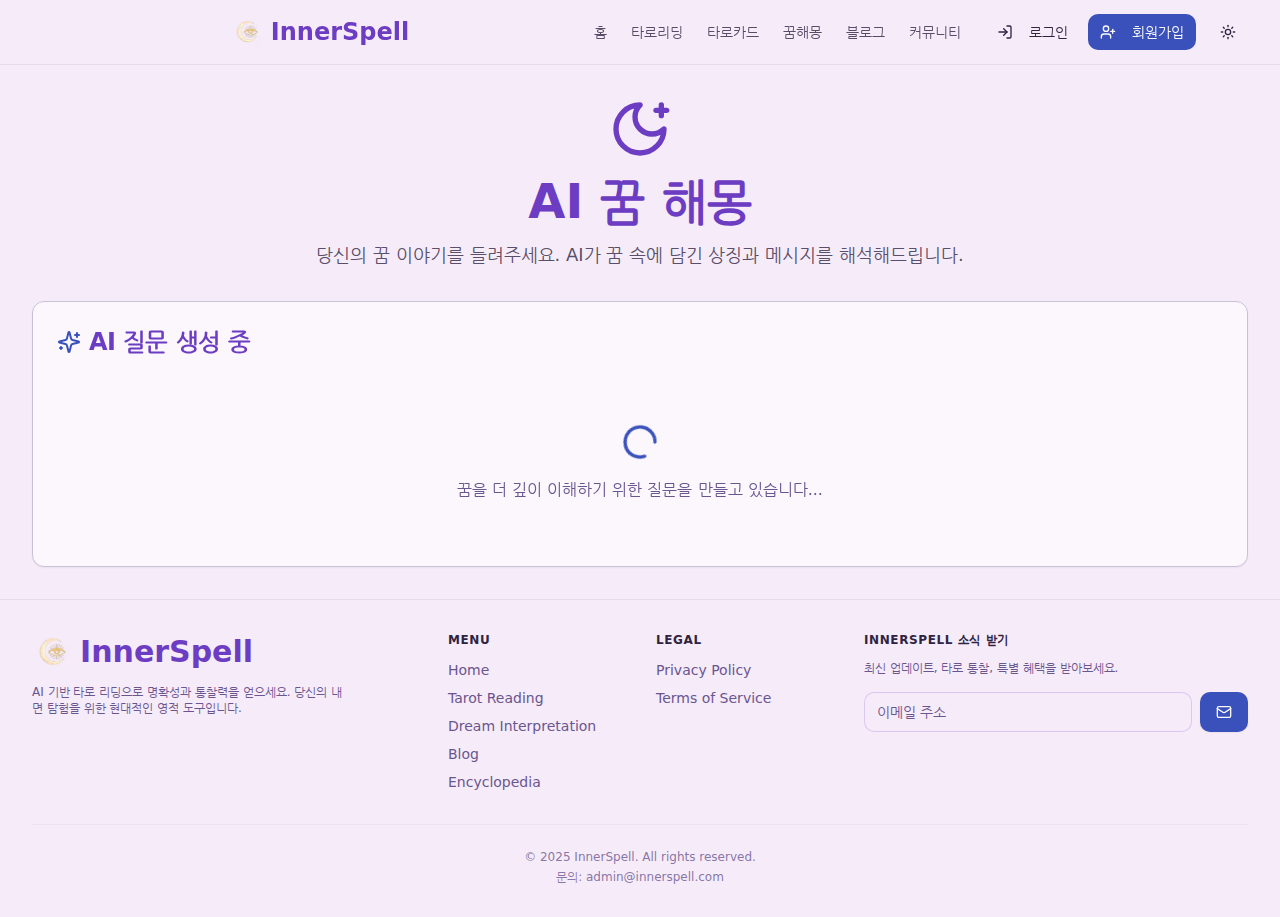 InnerSpell
홈 타로리딩 타로카드 꿈해몽 블로그 커뮤니티 로그인 회원가입
AI 꿈 해몽
당신의 꿈 이야기를 들려주세요. AI가 꿈 속에 담긴 상징과 메시지를 해석해드립니다.
AI 질문 생성 중
꿈을 더 깊이 이해하기 위한 질문을 만들고 있습니다...
InnerSpell
AI 기반 타로 리딩으로 명확성과 통찰력을 얻으세요. 당신의 내
면 탐험을 위한 현대적인 영적 도구입니다.
MENU
Home
Tarot Reading
Dream Interpretation
Blog
Encyclopedia
LEGAL
Privacy Policy
Terms of Service
INNERSPELL 소식 받기
최신 업데이트, 타로 통찰, 특별 혜택을 받아보세요.
이메일 주소
© 2025 InnerSpell. All rights reserved.
문의: admin@innerspell.com